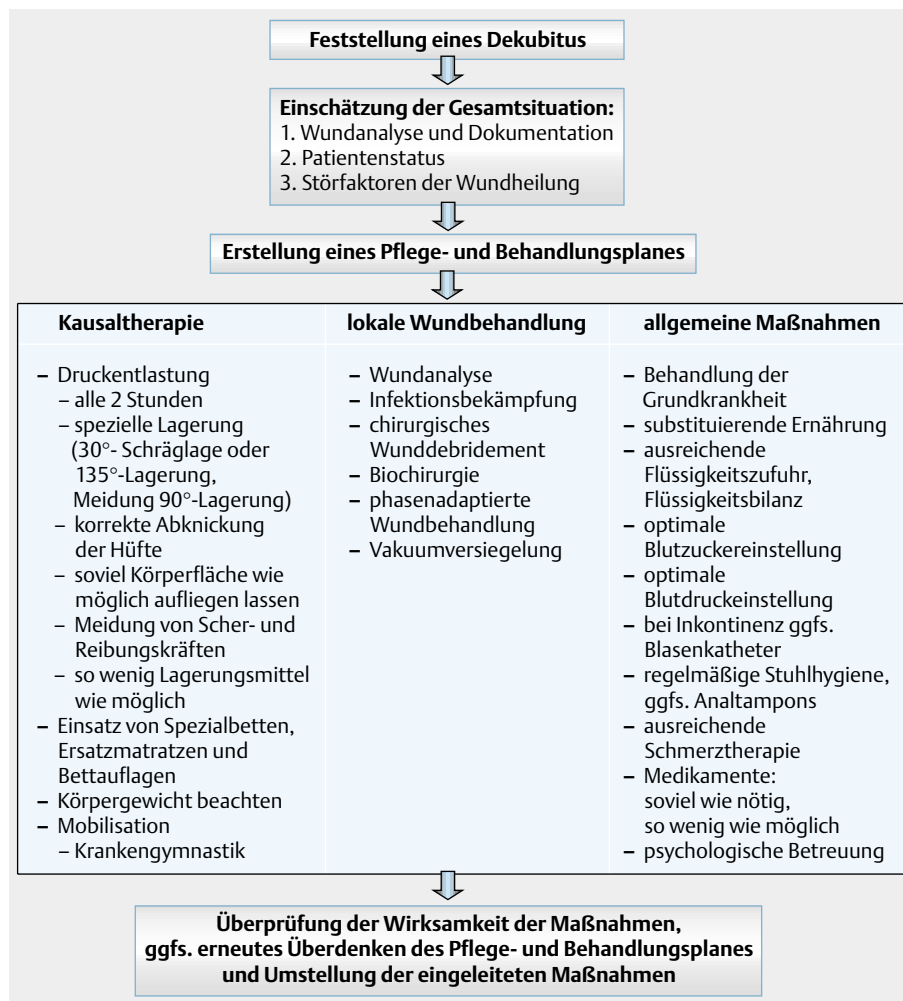 Feststellung eines Dekubitus
Einschätzung der Gesamtsituation:
1. Wundanalyse und Dokumentation
2. Patientenstatus
3. Störfaktoren der Wundheilung
Erstellung eines Pflege- und Behandlungsplanes
Kausaltherapie
– Druckentlastung
– alle 2 Stunden
– spezielle Lagerung
(30°- Schräglage oder
135°-Lagerung,
Meidung 90°-Lagerung)
– korrekte Abknickung
der Hüfte
– soviel Körperfläche wie
möglich aufliegen lassen
– Meidung von Scher- und
Reibungskräften
– so wenig Lagerungsmittel
wie möglich
– Einsatz von Spezialbetten,
Ersatzmatratzen und
Bettauflagen
– Körpergewicht beachten
– Mobilisation
– Krankengymnastik
lokale Wundbehandlung
– Wundanalyse
– Infektionsbekämpfung
– chirurgisches
Wunddebridement
– Biochirurgie
– phasenadaptierte
Wundbehandlung
– Vakuumversiegelung
allgemeine Maßnahmen
– Behandlung der
Grundkrankheit
– substituierende Ernährung
– ausreichende
Flüssigkeitszufuhr,
Flüssigkeitsbilanz
– optimale
Blutzuckereinstellung
– optimale
Blutdruckeinstellung
– bei Inkontinenz ggfs.
Blasenkatheter
– regelmäßige Stuhlhygiene,
ggfs. Analtampons
– ausreichende
Schmerztherapie
– Medikamente:
soviel wie nötig,
so wenig wie möglich
– psychologische Betreuung
Überprüfung der Wirksamkeit der Maßnahmen,
ggfs. erneutes Überdenken des Pflege- und Behandlungsplanes
und Umstellung der eingeleiteten Maßnahmen